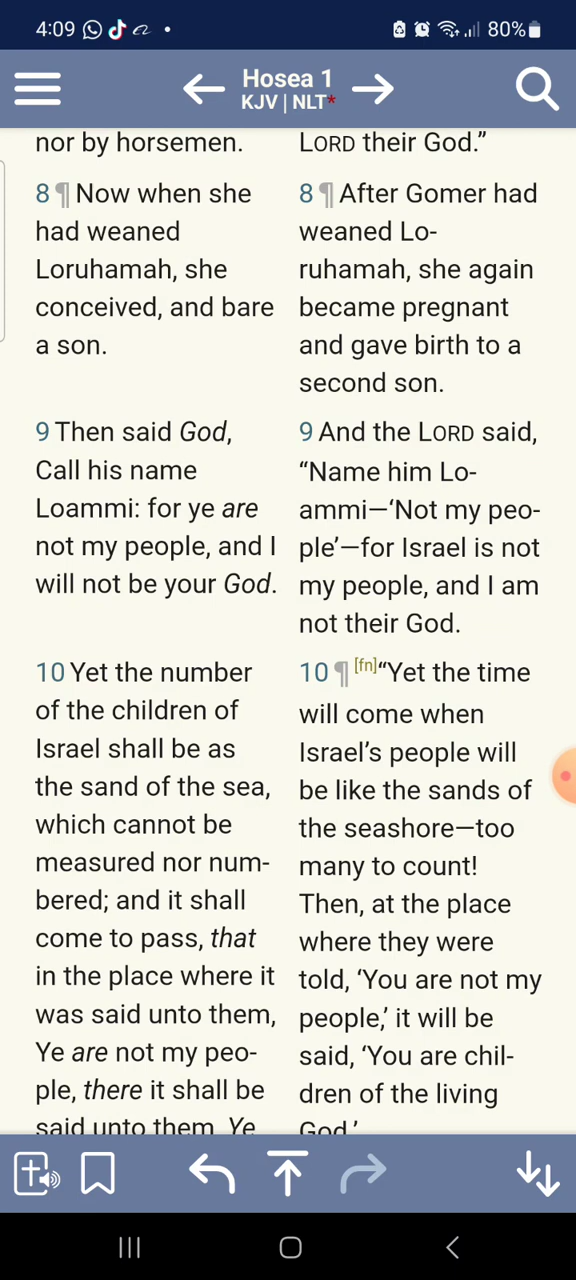 4:09
80%
Hosea 1
KJV | NLT*
nor by horsemen.
8 ¶ Now when she
had weaned
Loruhamah, she
conceived, and bare
a son.
9 Then said God,
Call his name
Loammi: for ye are
not my people, and I
will not be your God.
10 Yet the number
of the children of
Israel shall be as
the sand of the sea,
which cannot be
measured nor num-
bered; and it shall
come to pass, that
in the place where it
was said unto them,
Ye are not my peo-
ple, there it shall be
said unto them, Ye
LORD their God.”
8 ¶ After Gomer had
weaned Lo-
ruhamah, she again
became pregnant
and gave birth to a
second son.
9 And the LORD said,
“Name him Lo-
ammi—‘Not my peo-
ple’—for Israel is not
my people, and I am
not their God.
10 ¶ [fn]“Yet the time
will come when
Israel’s people will
be like the sands of
the seashore—too
many to count!
Then, at the place
where they were
told, ‘You are not my
people,’ it will be
said, ‘You are chil-
dren of the living
God.’